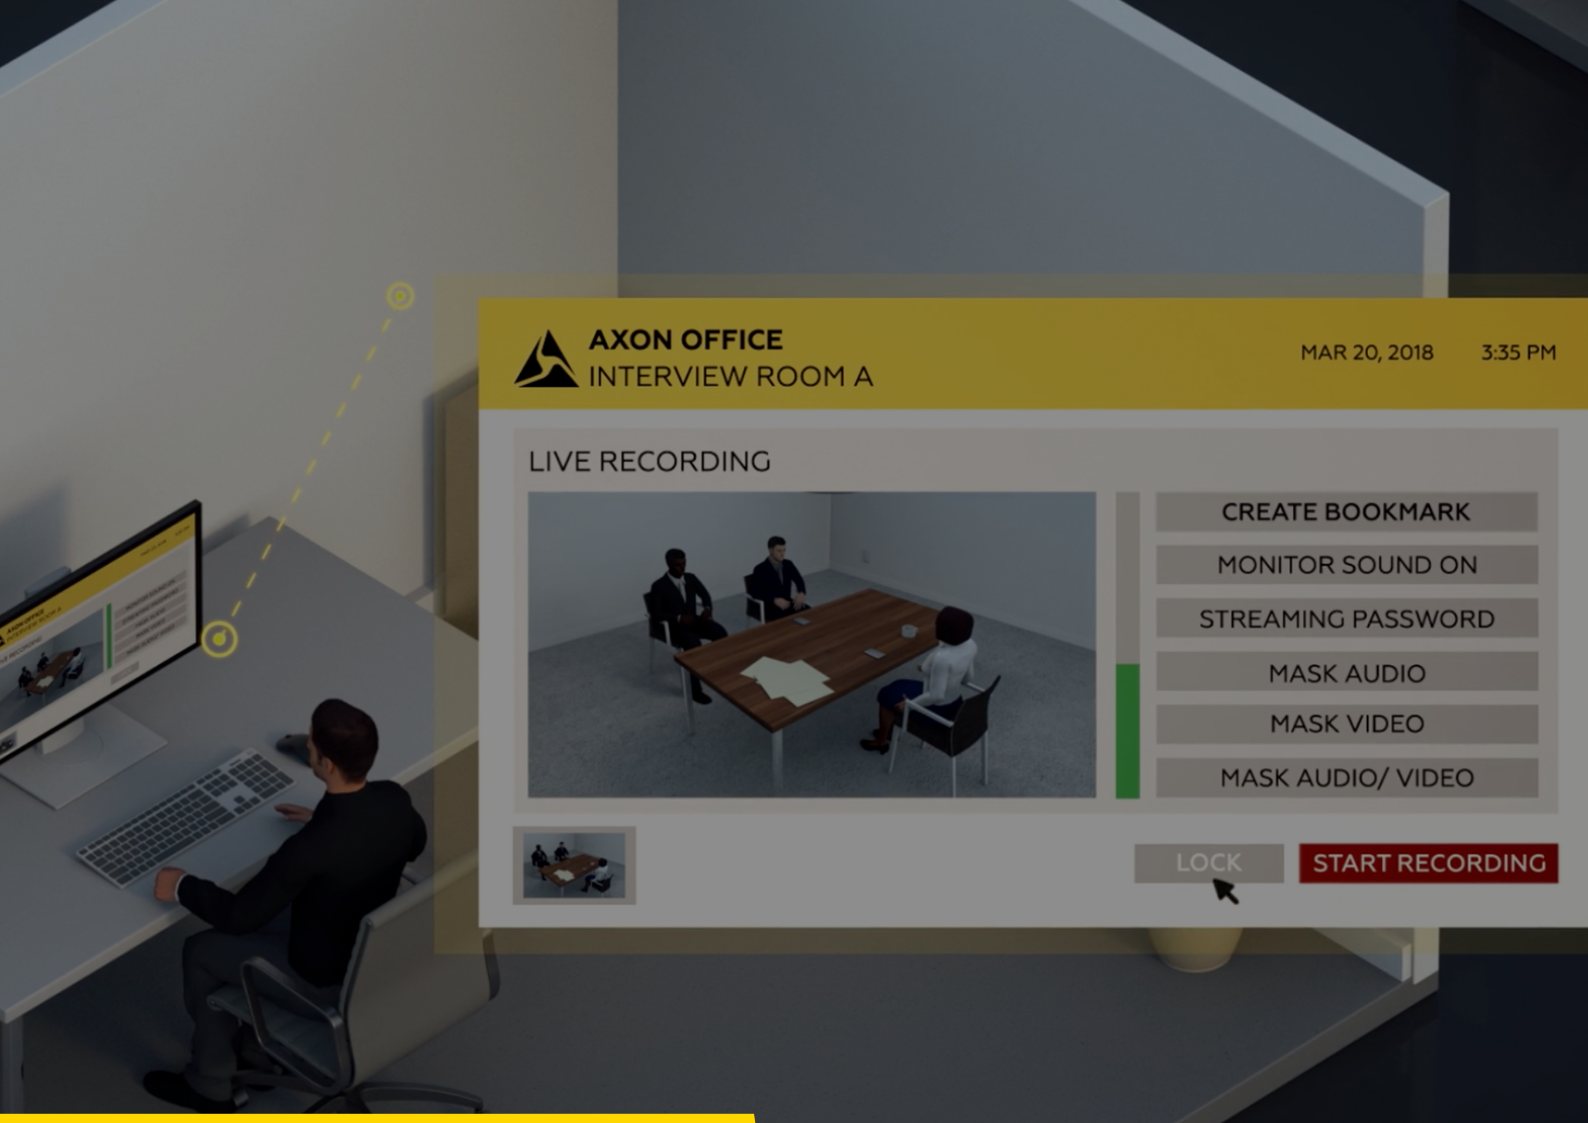 AXON OFFICE
INTERVIEW ROOM A
MAR 20, 2018 3:35 PM
LIVE RECORDING
CREATE BOOKMARK
MONITOR SOUND ON
STREAMING PASSWORD
MASK AUDIO
MASK VIDEO
MASK AUDIO/ VIDEO
LOCK
START RECORDING